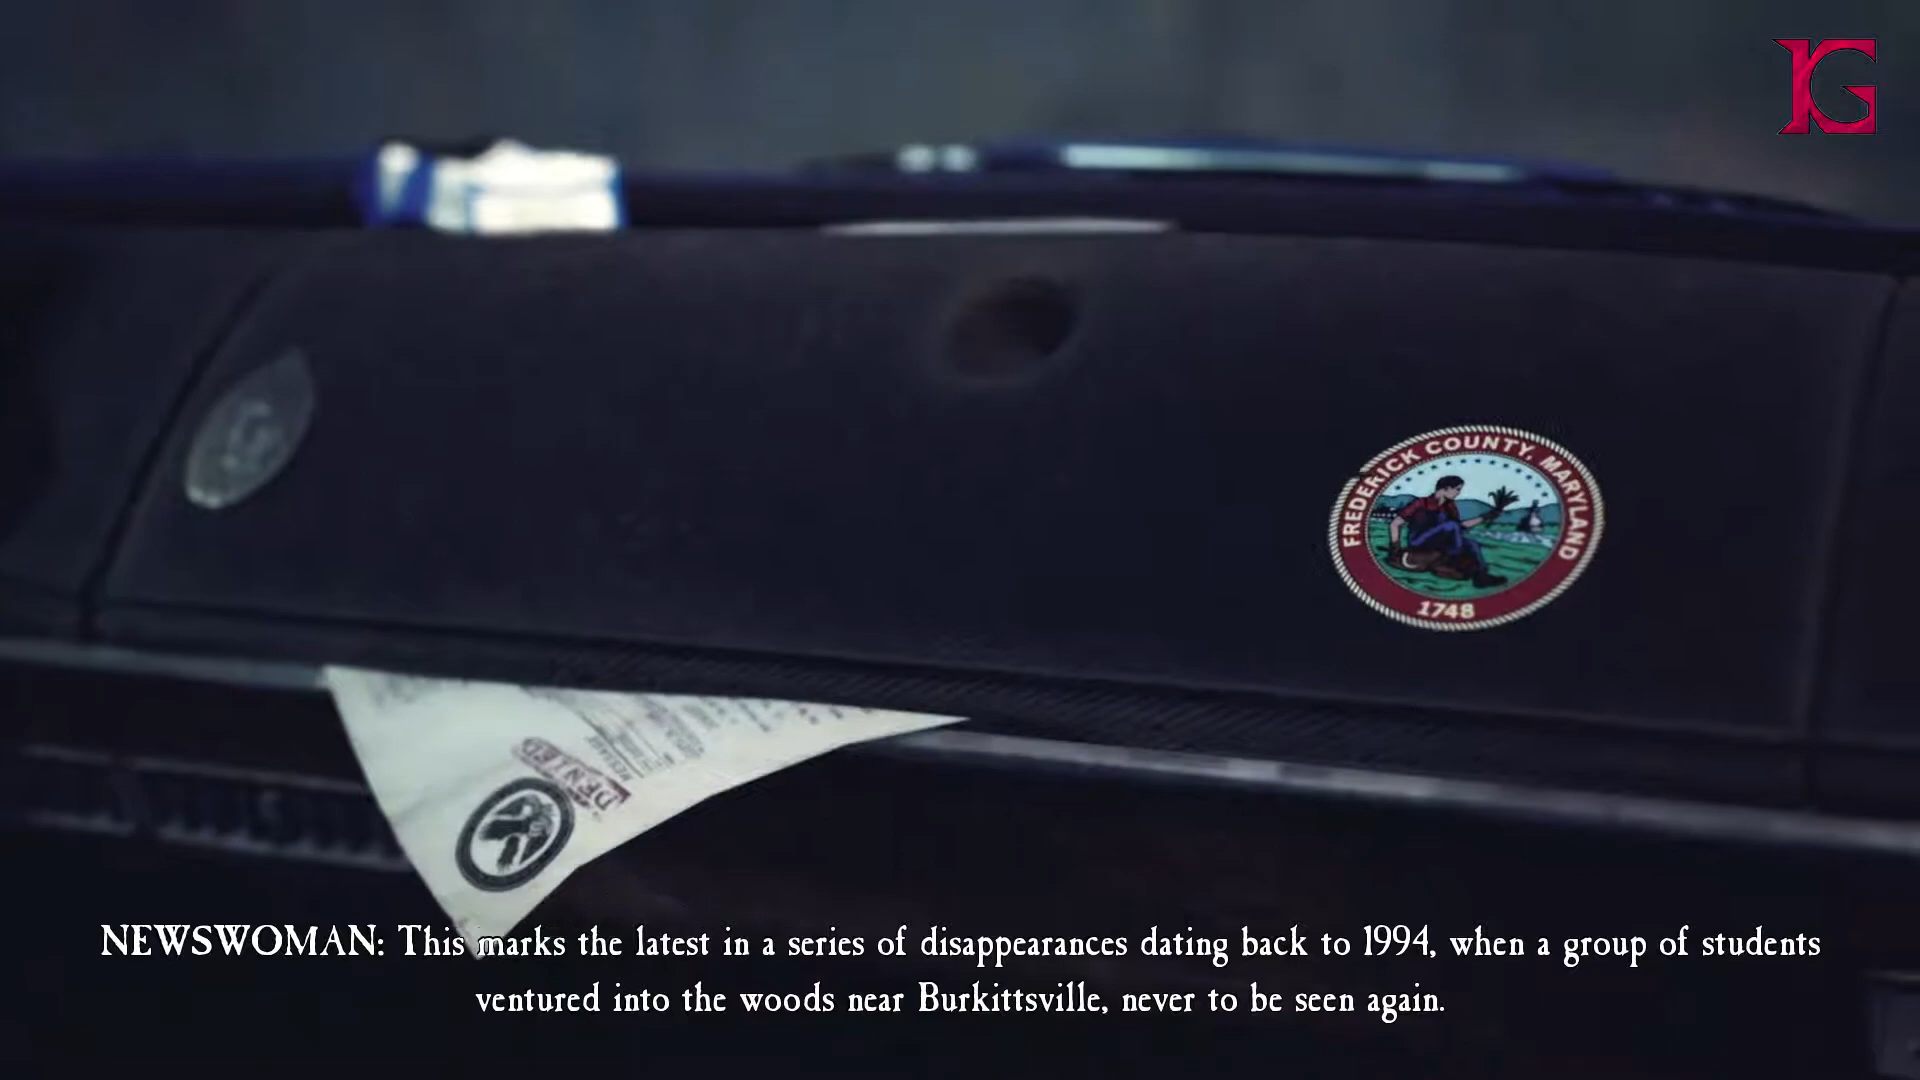 FREDERICK COUNTY, MARYLAND
1748
DENIED
NEWSWOMAN: This marks the latest in a series of disappearances dating back to 1994, when a group of students
ventured into the woods near Burkittsville, never to be seen again.